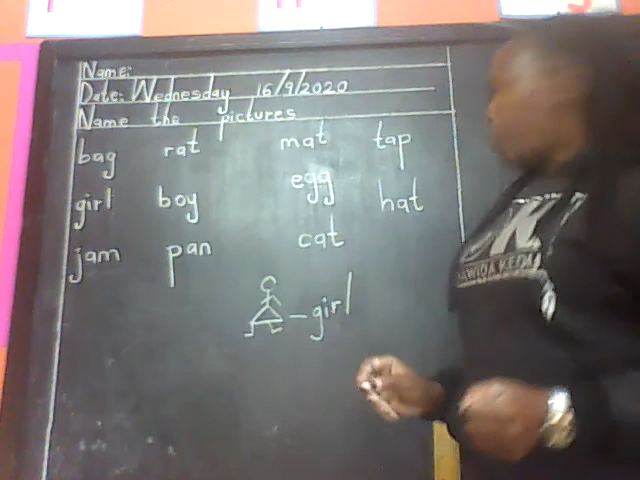 Name:
Date: Wednesday 16/9/2020
Name the pictures
bag rat mat tap
girl boy egg hat
jam pan cat
– girl